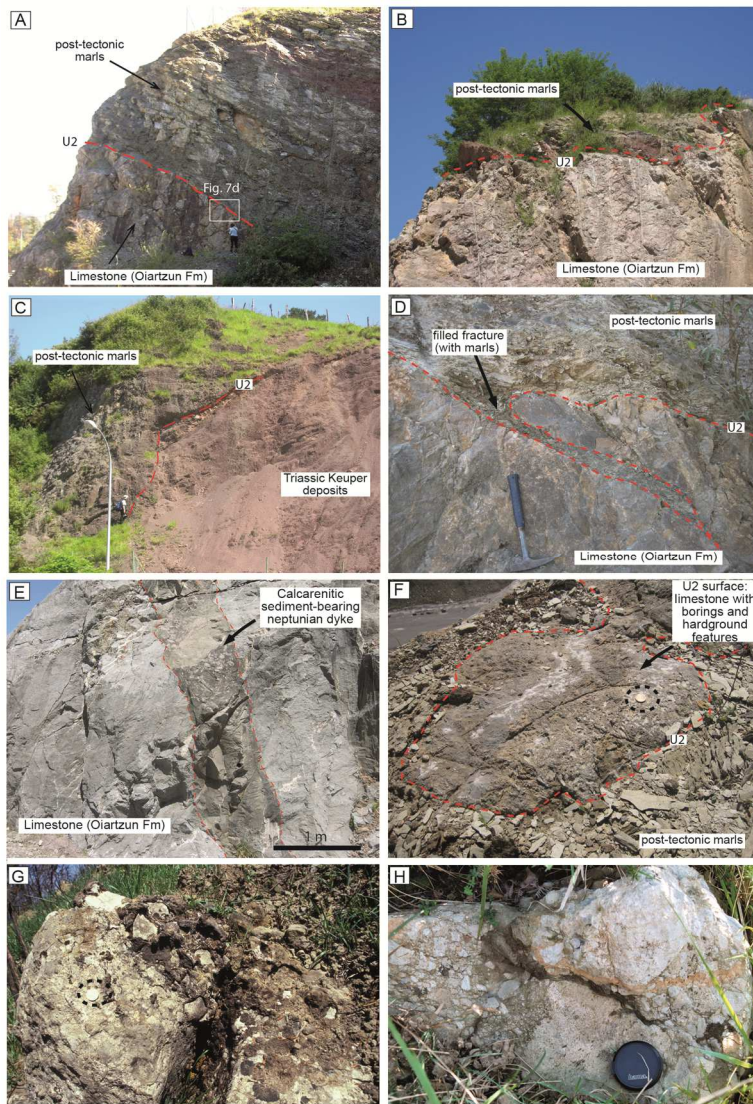 A
post-tectonic
marls
U2
Fig. 7d
Limestone (Oiartzun Fm)
B
post-tectonic marls
U2
Limestone (Oiartzun Fm)
C
post-tectonic marls
U2
Triassic Keuper
deposits
D
post-tectonic marls
filled fracture
(with marls)
U2
Limestone (Oiartzun Fm)
E
Calcarenitic
sediment-bearing
neptunian dyke
Limestone (Oiartzun Fm)
1 m
F
U2 surface:
limestone with
borings and
hardground
features
U2
post-tectonic marls
G
H